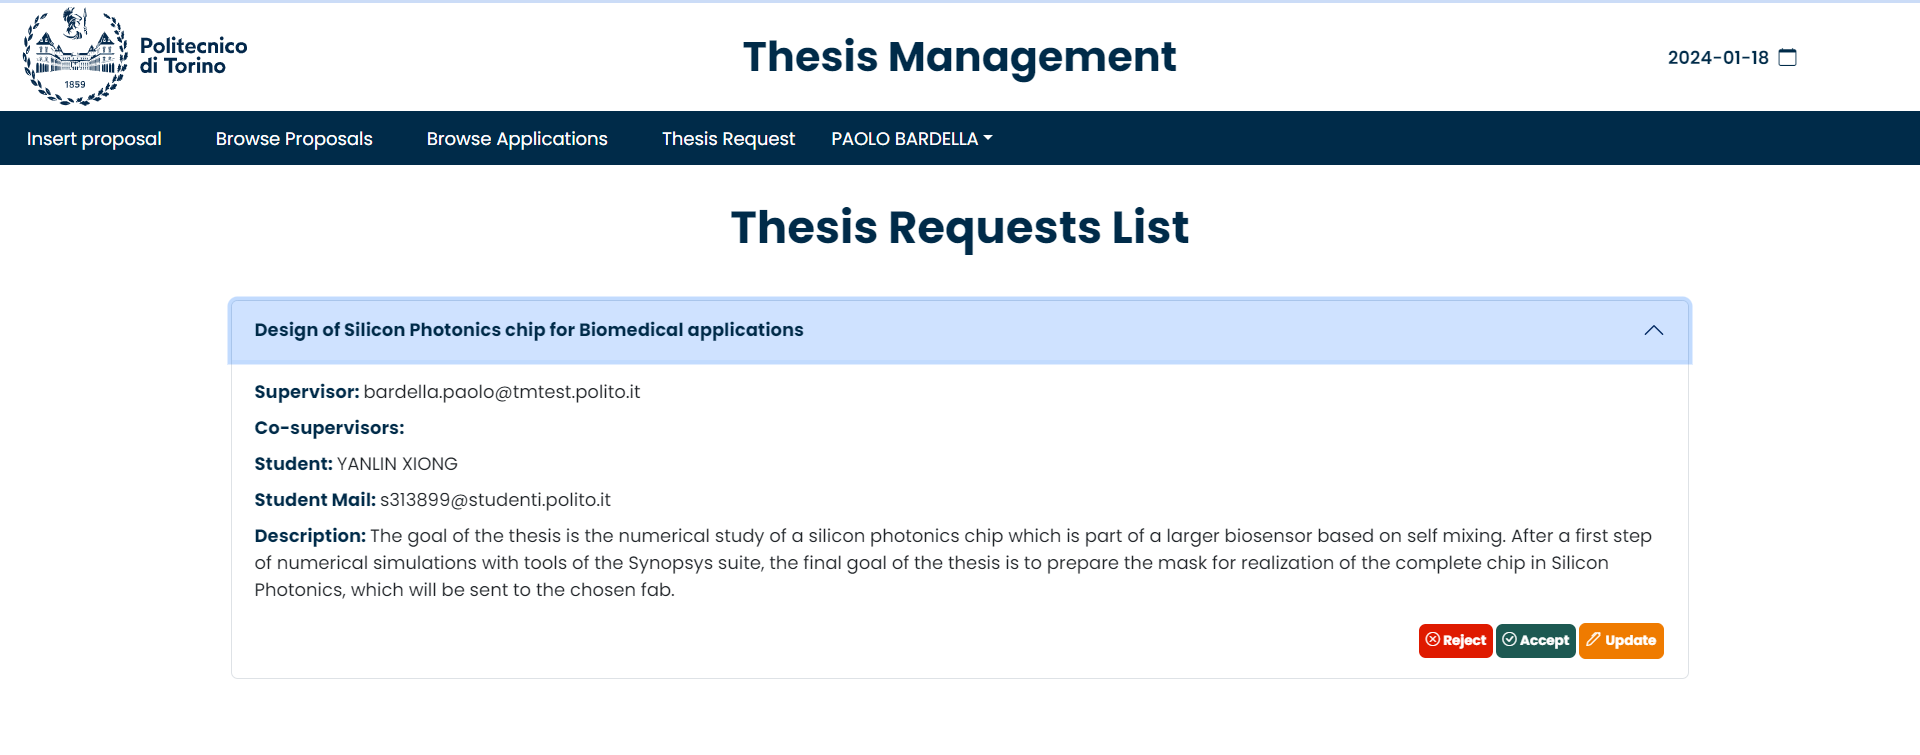 Politecnico
di Torino
1859
Thesis Management
2024-01-18
Insert proposal Browse Proposals Browse Applications Thesis Request PAOLO BARDELLA
Thesis Requests List
Design of Silicon Photonics chip for Biomedical applications
Supervisor: bardella.paolo@tmtest.polito.it
Co-supervisors:
Student: YANLIN XIONG
Student Mail: s313899@studenti.polito.it
Description: The goal of the thesis is the numerical study of a silicon photonics chip which is part of a larger biosensor based on self mixing. After a first step
of numerical simulations with tools of the Synopsys suite, the final goal of the thesis is to prepare the mask for realization of the complete chip in Silicon
Photonics, which will be sent to the chosen fab.
Reject Accept Update